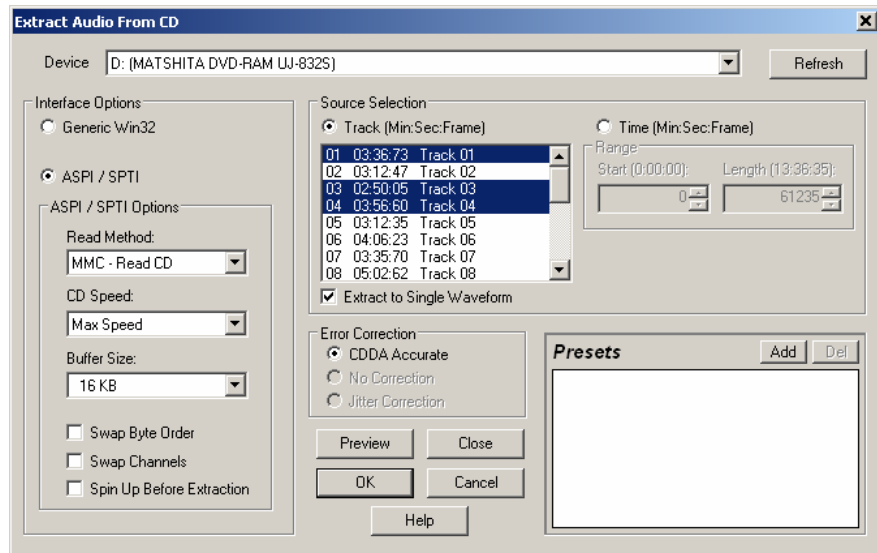 Extract Audio From CD
Device D: (MATSHITA DVD-RAM UJ-832S) Refresh
Interface Options
Generic Win32
ASPI / SPTI
ASPI / SPTI Options
Read Method:
MMC - Read CD
CD Speed:
Max Speed
Buffer Size:
16 KB
Swap Byte Order
Swap Channels
Spin Up Before Extraction
Source Selection
Track (Min:Sec:Frame)
01 03:36:73 Track 01
02 03:12:47 Track 02
03 02:50:05 Track 03
04 03:56:60 Track 04
05 03:12:35 Track 05
06 04:06:23 Track 06
07 03:35:70 Track 07
08 05:02:62 Track 08
Extract to Single Waveform
Time (Min:Sec:Frame)
Range
Start (0:00:00): Length (13:36:35):
0 61235
Error Correction
CDDA Accurate
No Correction
Jitter Correction
Preview Close
OK Cancel
Help
Presets Add Del